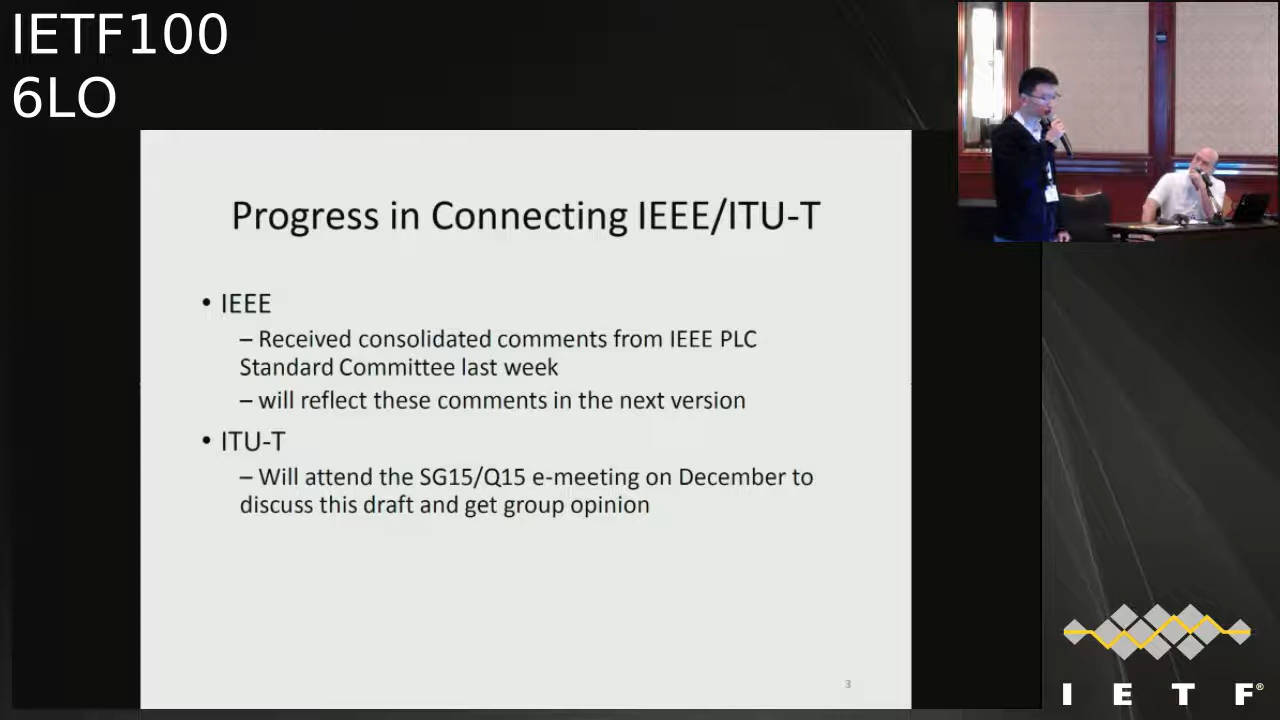 IETF100
6LO
Progress in Connecting IEEE/ITU-T
• IEEE
– Received consolidated comments from IEEE PLC
Standard Committee last week
– will reflect these comments in the next version
• ITU-T
– Will attend the SG15/Q15 e-meeting on December to
discuss this draft and get group opinion
3
I E T F®